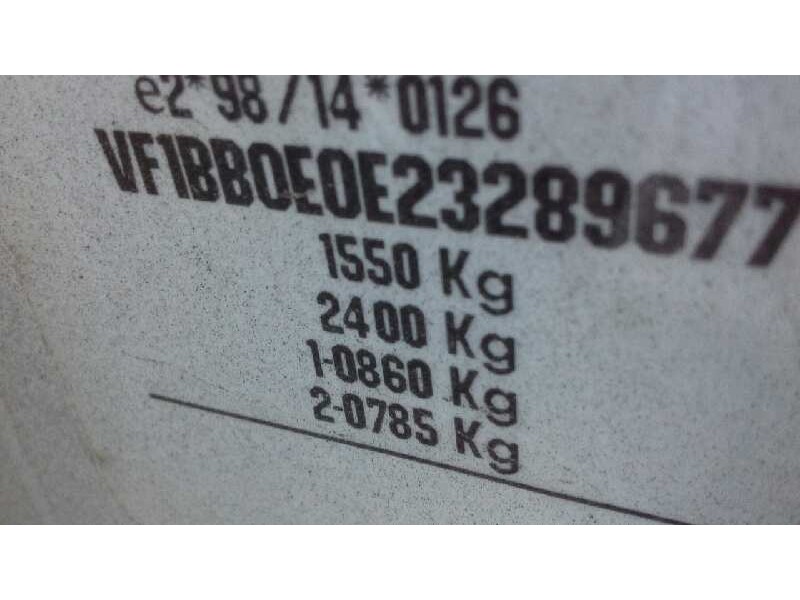 e2*98/14*0126
VF1BB0E0E23289677
1550 Kg
2400 Kg
1-0860 Kg
2-0785 Kg